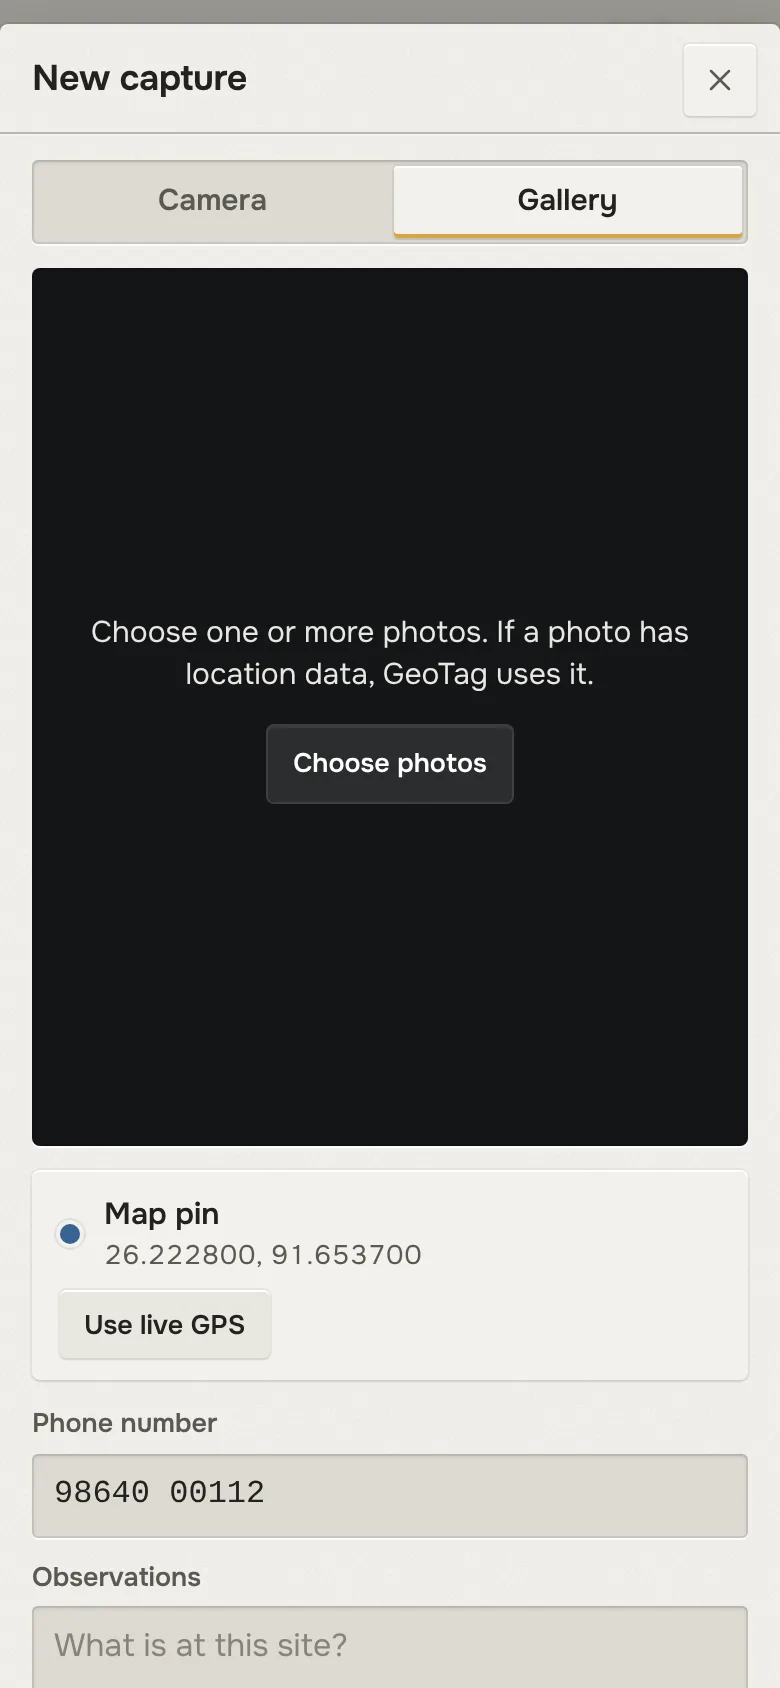 New capture
Camera
Gallery
Choose one or more photos. If a photo has
location data, GeoTag uses it.
Choose photos
Map pin
26.222800, 91.653700
Use live GPS
Phone number
98640 00112
Observations
What is at this site?